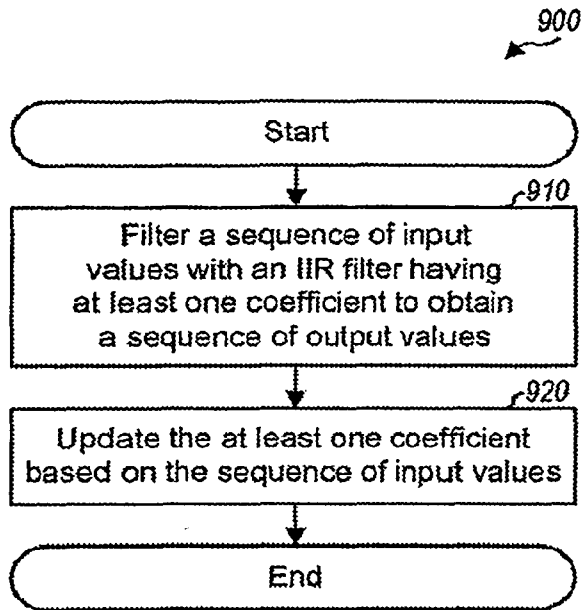 900
Start
910
Filter a sequence of input
values with an IIR filter having
at least one coefficient to obtain
a sequence of output values
920
Update the at least one coefficient
based on the sequence of input values
End